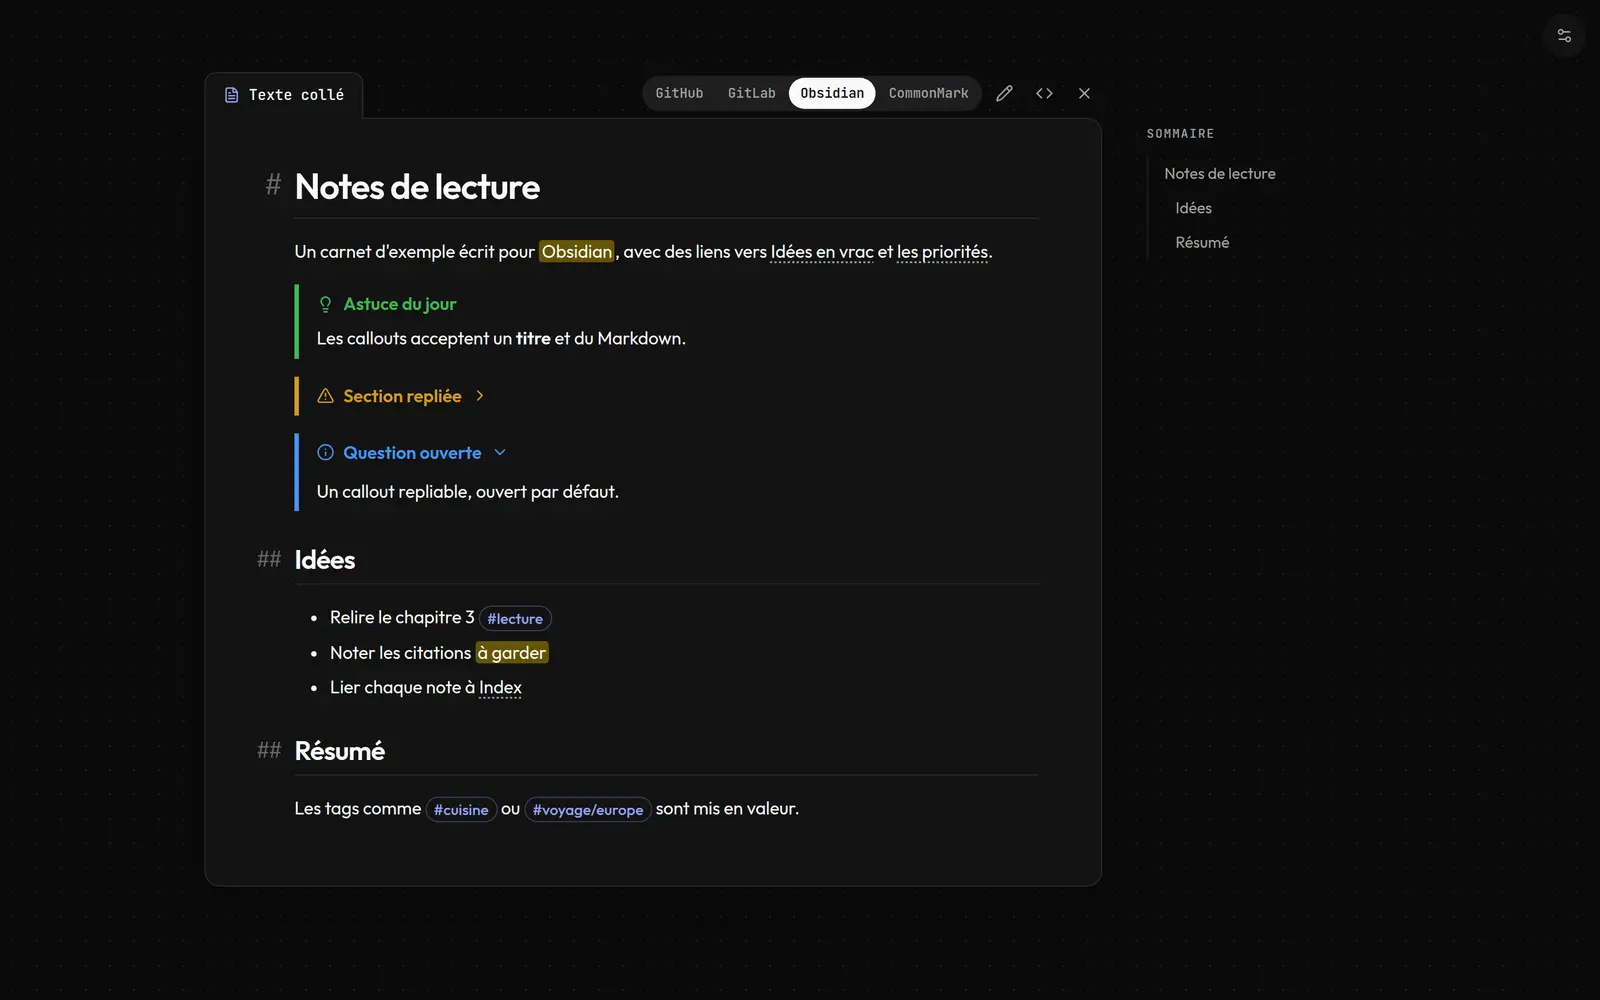 Texte collé
GitHub GitLab Obsidian CommonMark
SOMMAIRE
Notes de lecture
Idées
Résumé
# Notes de lecture
Un carnet d'exemple écrit pour Obsidian, avec des liens vers Idées en vrac et les priorités.
Astuce du jour
Les callouts acceptent un titre et du Markdown.
Section repliée
Question ouverte
Un callout repliable, ouvert par défaut.
## Idées
• Relire le chapitre 3 #lecture
• Noter les citations à garder
• Lier chaque note à Index
## Résumé
Les tags comme #cuisine ou #voyage/europe sont mis en valeur.